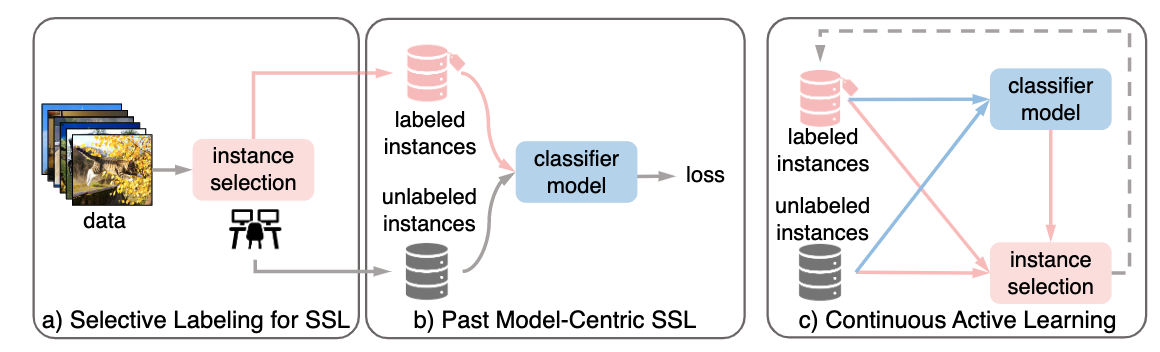 data
instance
selection
a) Selective Labeling for SSL
labeled
instances
unlabeled
instances
classifier
model
loss
b) Past Model-Centric SSL
labeled
instances
unlabeled
instances
classifier
model
instance
selection
c) Continuous Active Learning